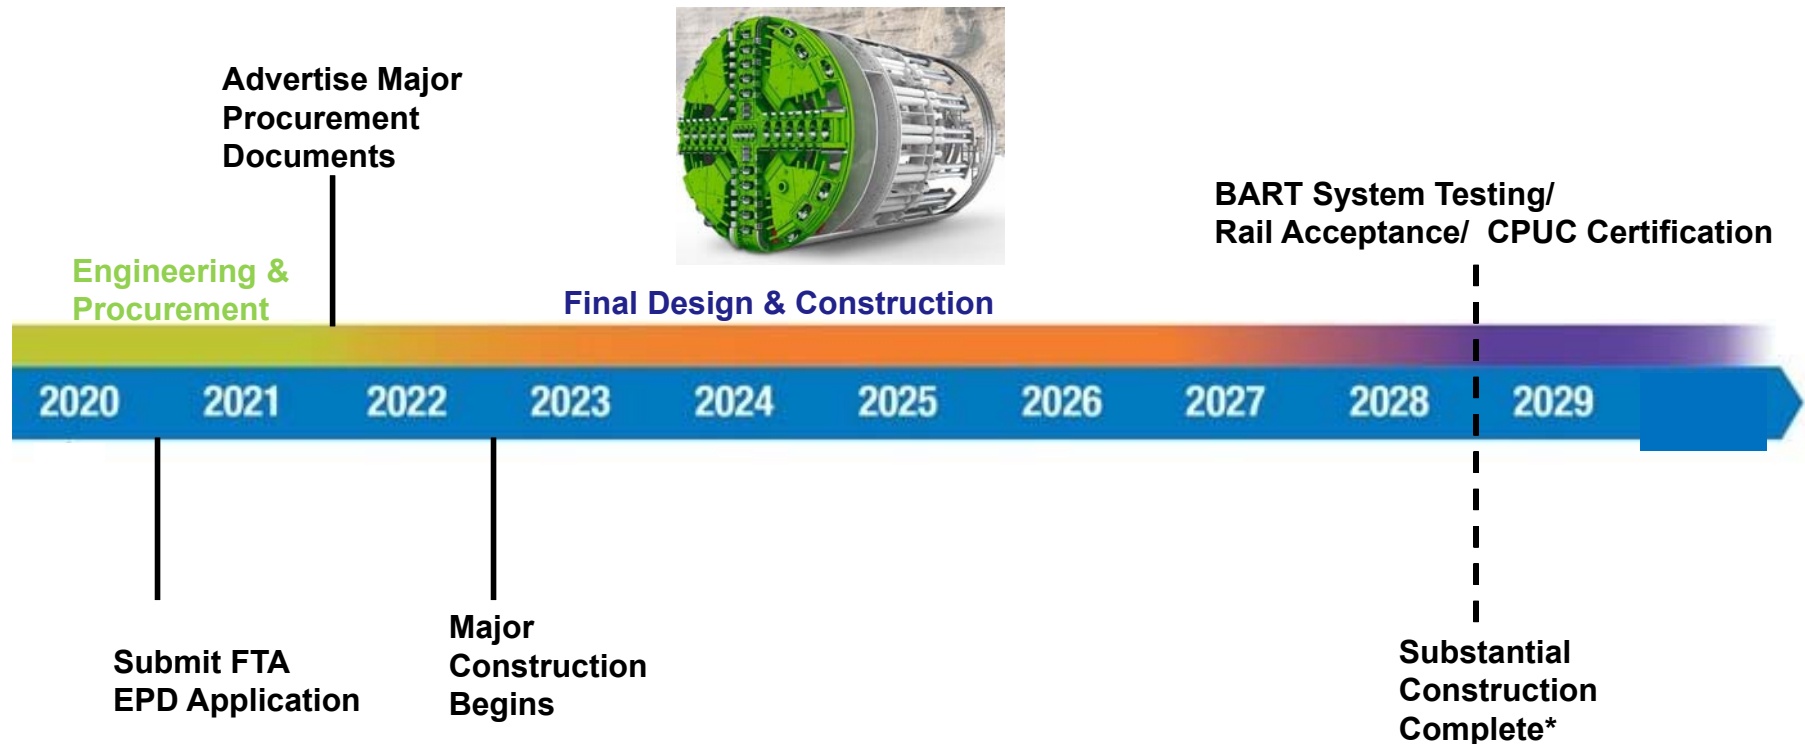 Advertise Major
Procurement
Documents
BART System Testing/
Rail Acceptance/ CPUC Certification
Engineering &
Procurement
Final Design & Construction
2020 2021 2022 2023 2024 2025 2026 2027 2028 2029
Submit FTA
EPD Application
Major
Construction
Begins
Substantial
Construction
Complete*